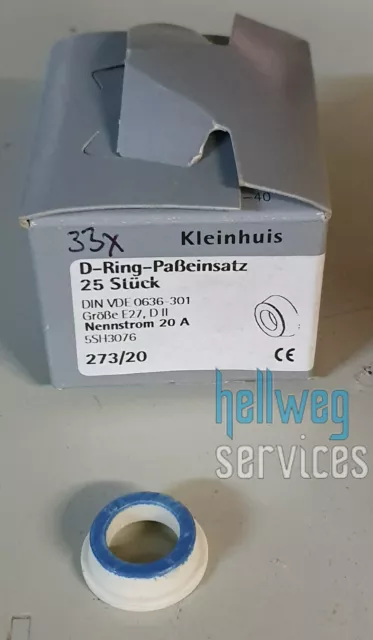 -40
33x
Kleinhuis
D-Ring-Paßeinsatz
25 Stück
DIN VDE 0636-301
Größe E27, D II
Nennstrom 20 A
5SH3076
273/20
CE
hellweg
services